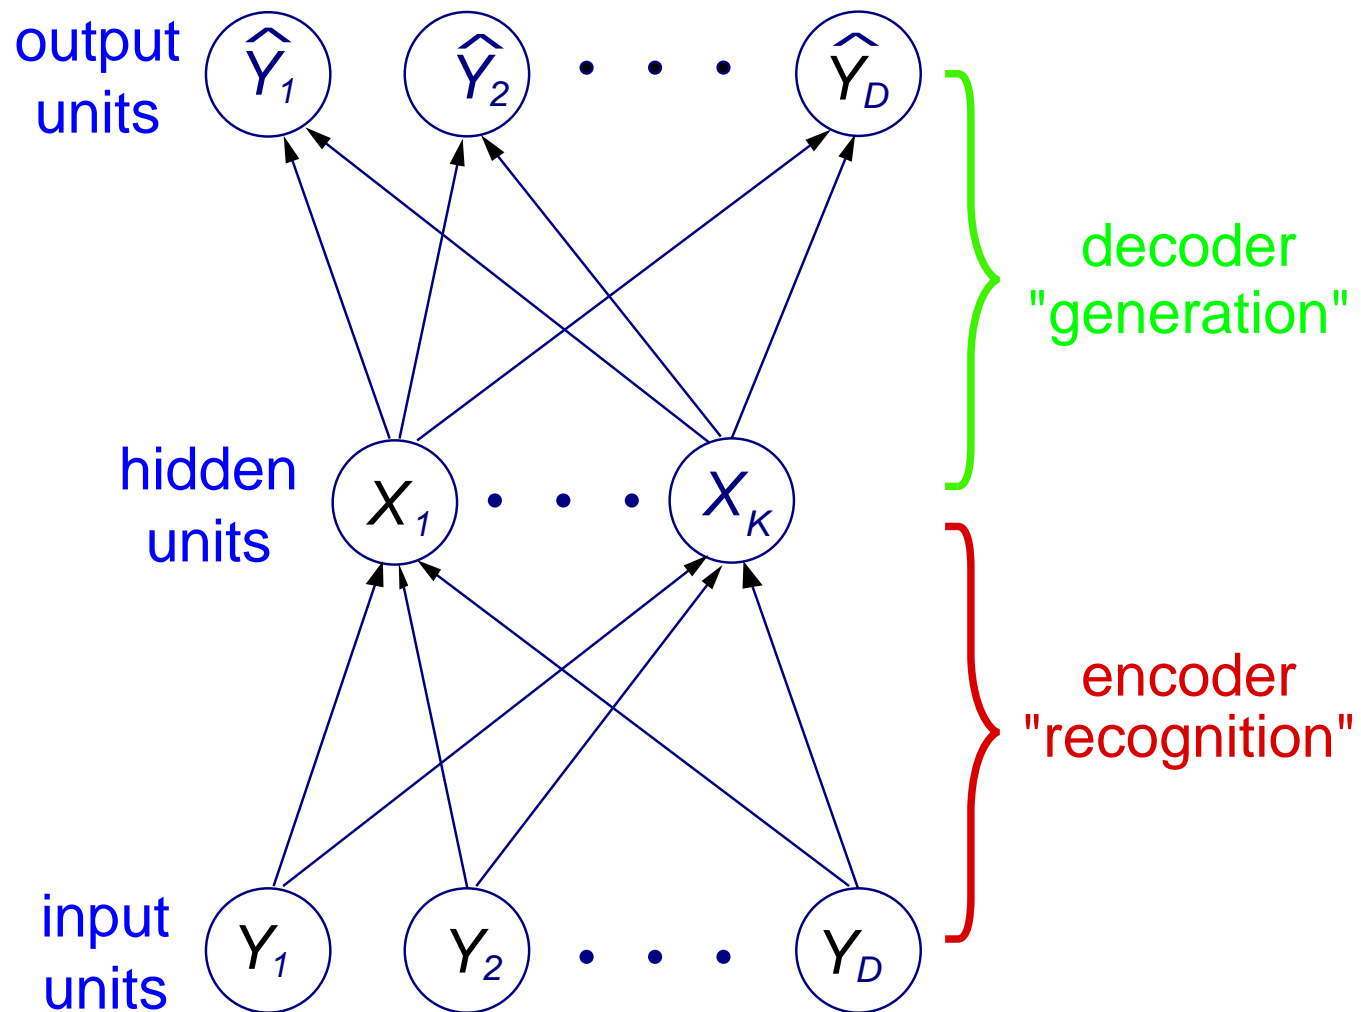 output
units
Ŷ1 Ŷ2 • • • ŶD
decoder
"generation"
hidden
units
X1 • • • XK
encoder
"recognition"
input
units
Y1 Y2 • • • YD